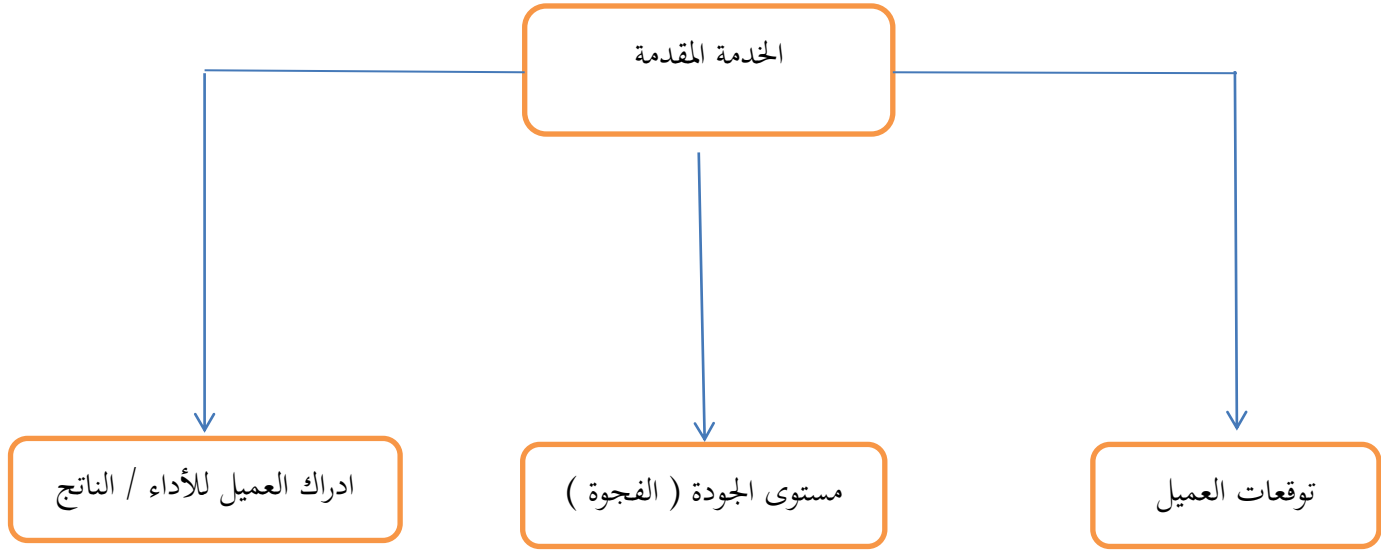 الخدمة المقدمة
توقعات العميل
مستوى الجودة ( الفجوة )
ادراك العميل للأداء / الناتج